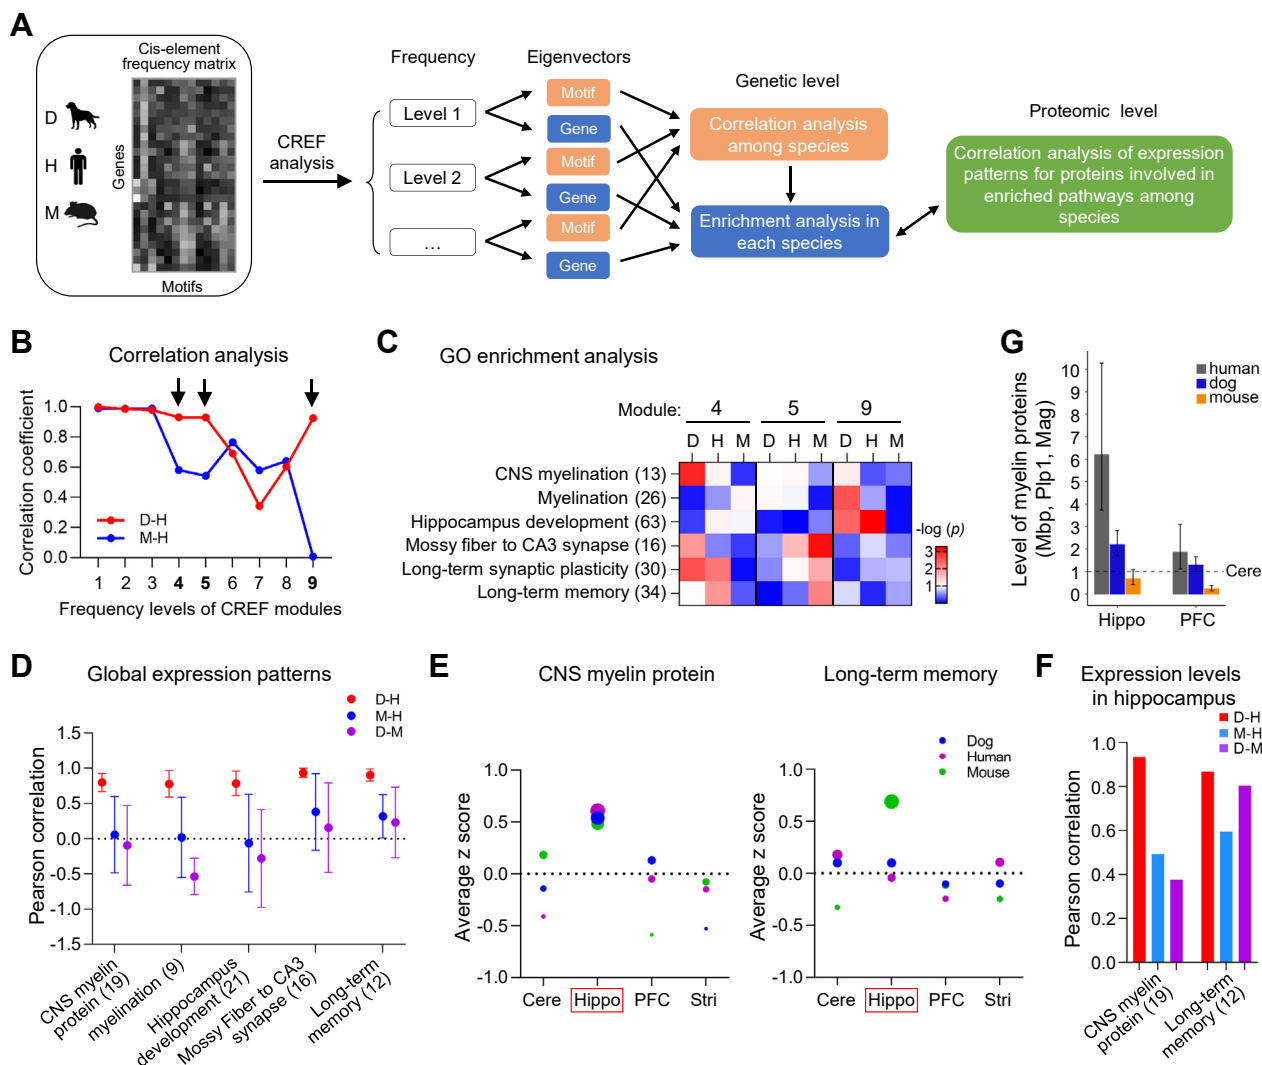 A
Cis-element
frequency matrix
D
H
M
Genes
Motifs
CREF
analysis
Frequency
Level 1
Level 2
...
Eigenvectors
Motif
Gene
Motif
Gene
Motif
Gene
Genetic level
Correlation analysis
among species
Enrichment analysis in
each species
Proteomic level
Correlation analysis of expression
patterns for proteins involved in
enriched pathways among
species
B
Correlation analysis
Correlation coefficient
1.0
0.8
0.6
0.4
0.2
0.0
D-H
M-H
1 2 3 4 5 6 7 8 9
Frequency levels of CREF modules
C
GO enrichment analysis
Module: 4 5 9
D H M D H M D H M
CNS myelination (13)
Myelination (26)
Hippocampus development (63)
Mossy fiber to CA3 synapse (16)
Long-term synaptic plasticity (30)
Long-term memory (34)
-log (p)
3
2
1
G
Level of myelin proteins
(Mbp, Plp1, Mag)
human
dog
mouse
10
9
8
6
5
4
3
2
1
0
Cere
Hippo PFC
D
Global expression patterns
D-H
M-H
D-M
Pearson correlation
1.5
1.0
0.5
0.0
-0.5
-1.0
-1.5
CNS myelin
protein (19)
myelination (9)
Hippocampus
development (21)
Mossy Fiber to CA3
synapse (16)
Long-term
memory (12)
E
CNS myelin protein
Average z score
1.0
0.5
0.0
-0.5
-1.0
Cere Hippo PFC Stri
Long-term memory
Dog
Human
Mouse
Average z score
1.0
0.5
0.0
-0.5
-1.0
Cere Hippo PFC Stri
F
Expression levels
in hippocampus
D-H
M-H
D-M
Pearson correlation
1.0
0.8
0.6
0.4
0.2
0.0
CNS myelin
protein (19)
Long-term
memory (12)